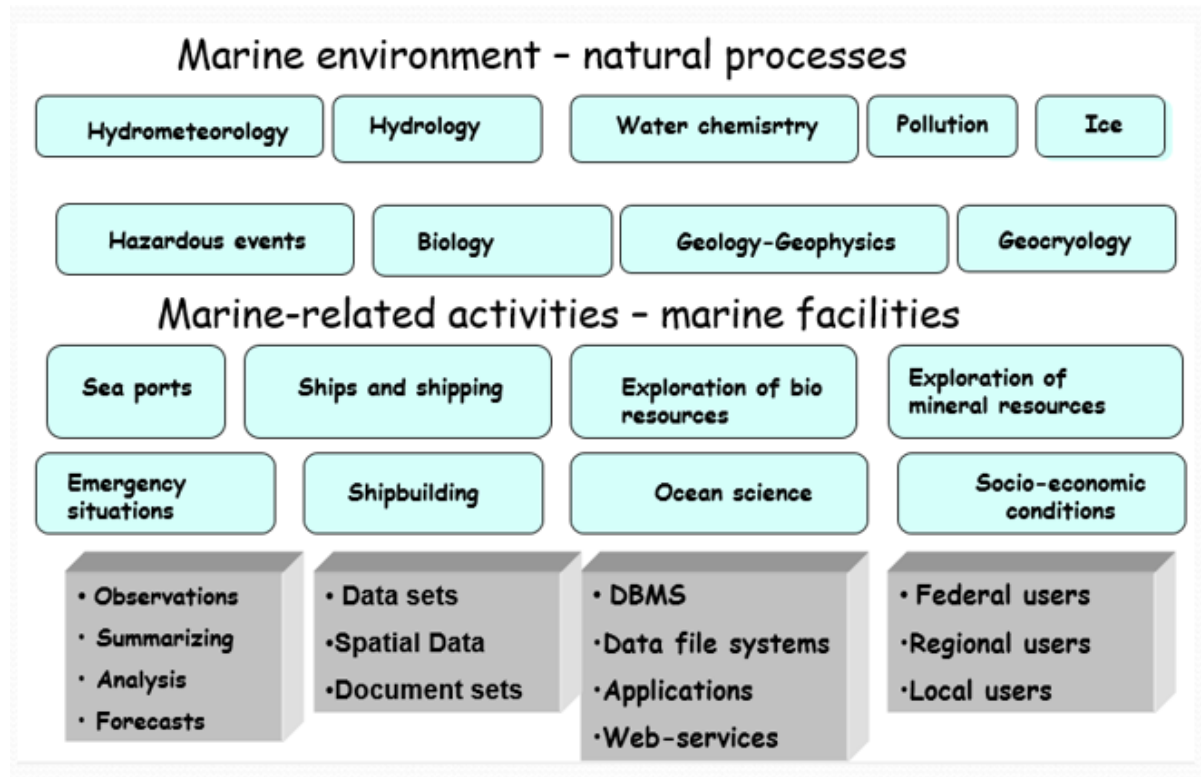 Marine environment – natural processes
Hydrometeorology
Hydrology
Water chemisrtry
Pollution
Ice
Hazardous events
Biology
Geology-Geophysics
Geocryology
Marine-related activities – marine facilities
Sea ports
Ships and shipping
Exploration of bio
resources
Exploration of
mineral resources
Emergency
situations
Shipbuilding
Ocean science
Socio-economic
conditions
• Observations
• Summarizing
• Analysis
• Forecasts
• Data sets
•Spatial Data
•Document sets
• DBMS
•Data file systems
•Applications
•Web-services
• Federal users
•Regional users
•Local users